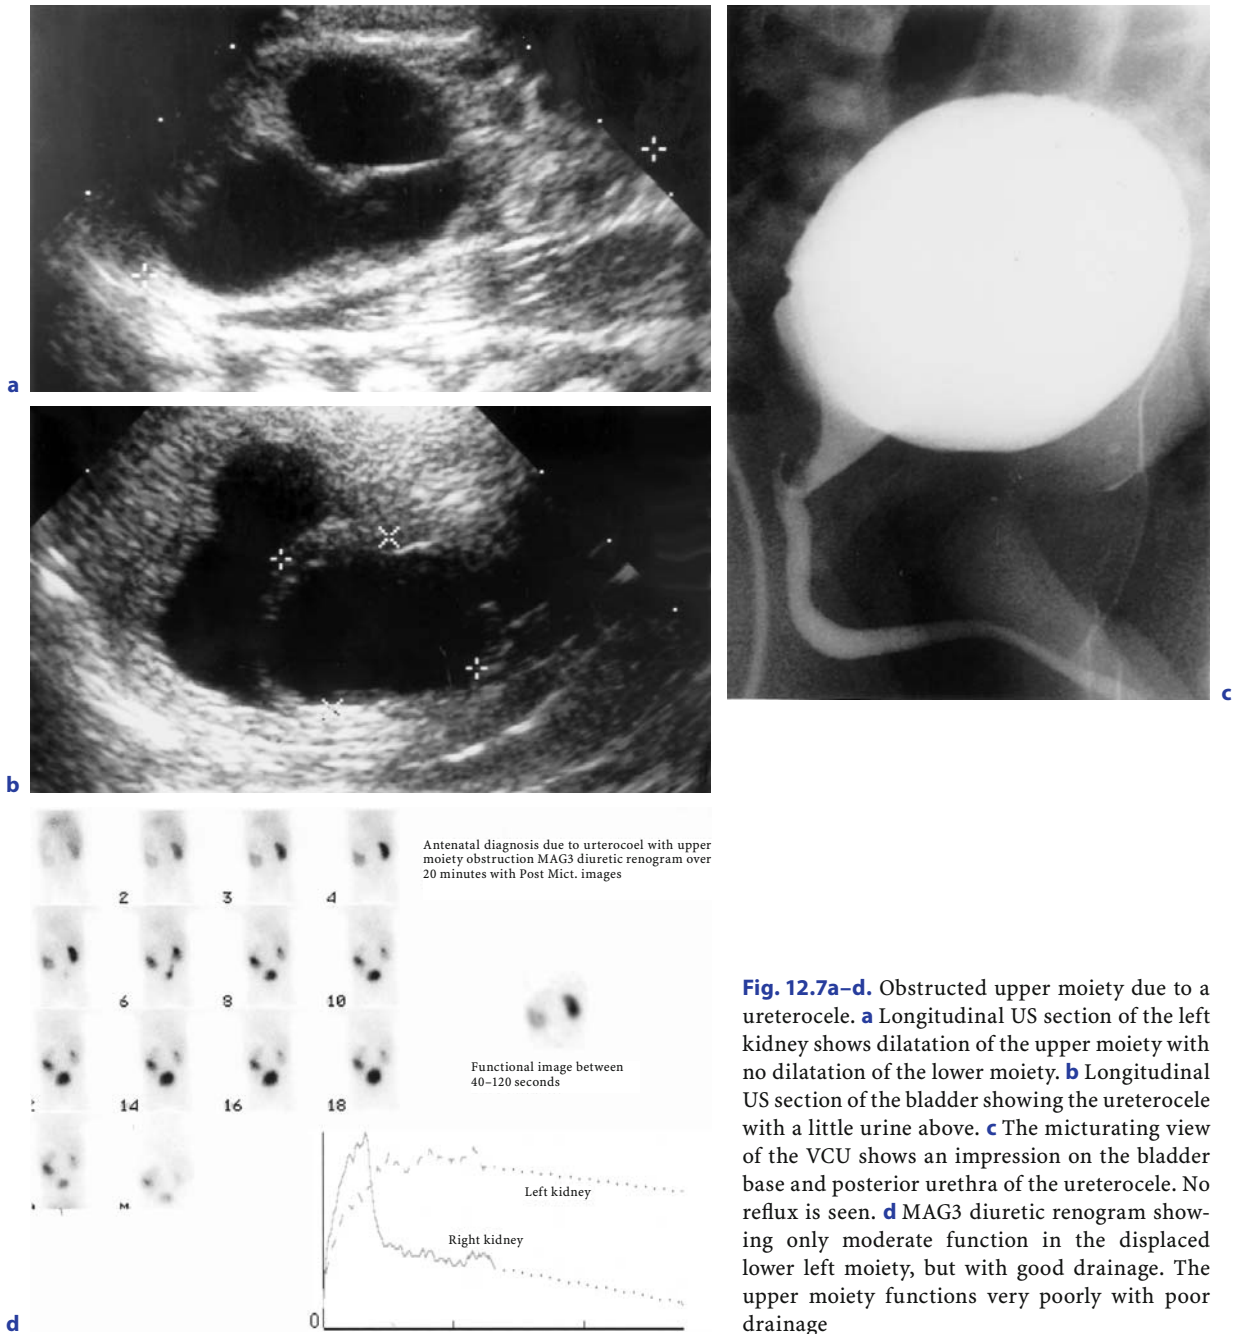 a
b
c
2
3
4
6
8
10
14
16
18
M
Antenatal diagnosis due to urterocoel with upper
moiety obstruction MAG3 diuretic renogram over
20 minutes with Post Mict. images
Functional image between
40–120 seconds
Left kidney
Right kidney
0
d
Fig. 12.7a–d. Obstructed upper moiety due to a
ureterocele. a Longitudinal US section of the left
kidney shows dilatation of the upper moiety with
no dilatation of the lower moiety. b Longitudinal
US section of the bladder showing the ureterocele
with a little urine above. c The micturating view
of the VCU shows an impression on the bladder
base and posterior urethra of the ureterocele. No
reflux is seen. d MAG3 diuretic renogram show-
ing only moderate function in the displaced
lower left moiety, but with good drainage. The
upper moiety functions very poorly with poor
drainage